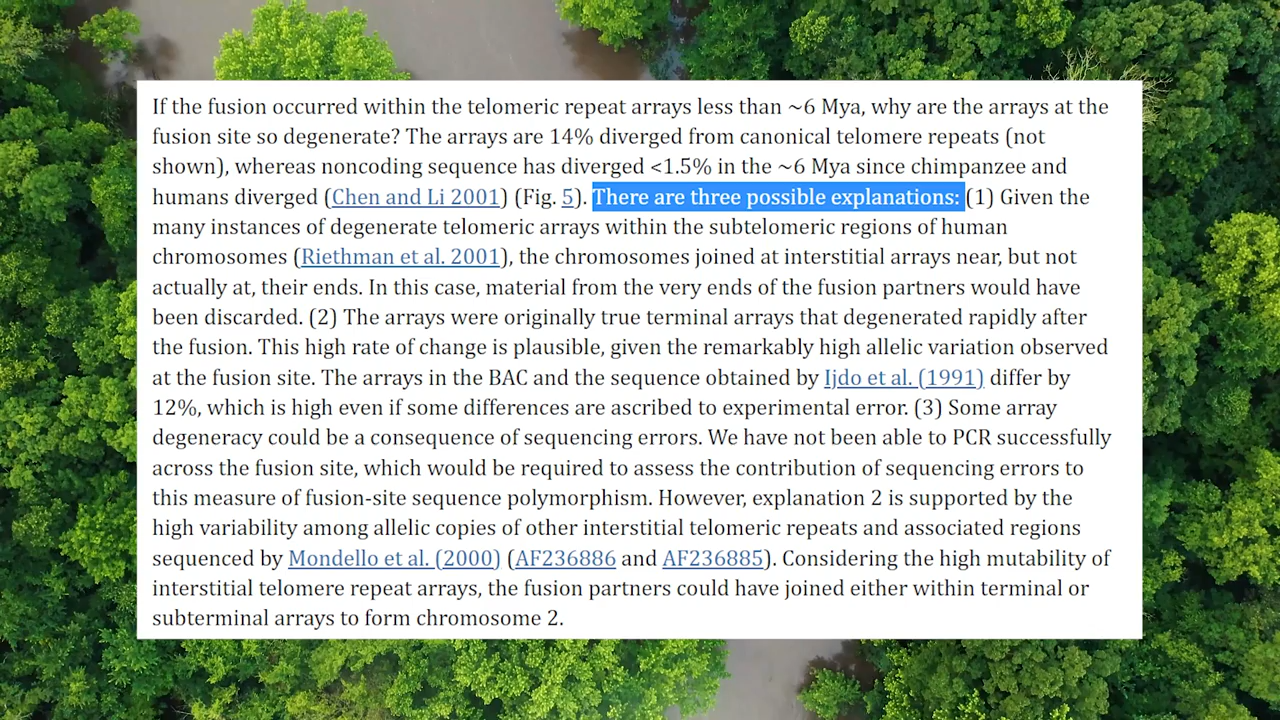 If the fusion occurred within the telomeric repeat arrays less than ~6 Mya, why are the arrays at the
fusion site so degenerate? The arrays are 14% diverged from canonical telomere repeats (not
shown), whereas noncoding sequence has diverged <1.5% in the ~6 Mya since chimpanzee and
humans diverged (Chen and Li 2001) (Fig. 5). There are three possible explanations: (1) Given the
many instances of degenerate telomeric arrays within the subtelomeric regions of human
chromosomes (Riethman et al. 2001), the chromosomes joined at interstitial arrays near, but not
actually at, their ends. In this case, material from the very ends of the fusion partners would have
been discarded. (2) The arrays were originally true terminal arrays that degenerated rapidly after
the fusion. This high rate of change is plausible, given the remarkably high allelic variation observed
at the fusion site. The arrays in the BAC and the sequence obtained by Ijdo et al. (1991) differ by
12%, which is high even if some differences are ascribed to experimental error. (3) Some array
degeneracy could be a consequence of sequencing errors. We have not been able to PCR successfully
across the fusion site, which would be required to assess the contribution of sequencing errors to
this measure of fusion-site sequence polymorphism. However, explanation 2 is supported by the
high variability among allelic copies of other interstitial telomeric repeats and associated regions
sequenced by Mondello et al. (2000) (AF236886 and AF236885). Considering the high mutability of
interstitial telomere repeat arrays, the fusion partners could have joined either within terminal or
subterminal arrays to form chromosome 2.